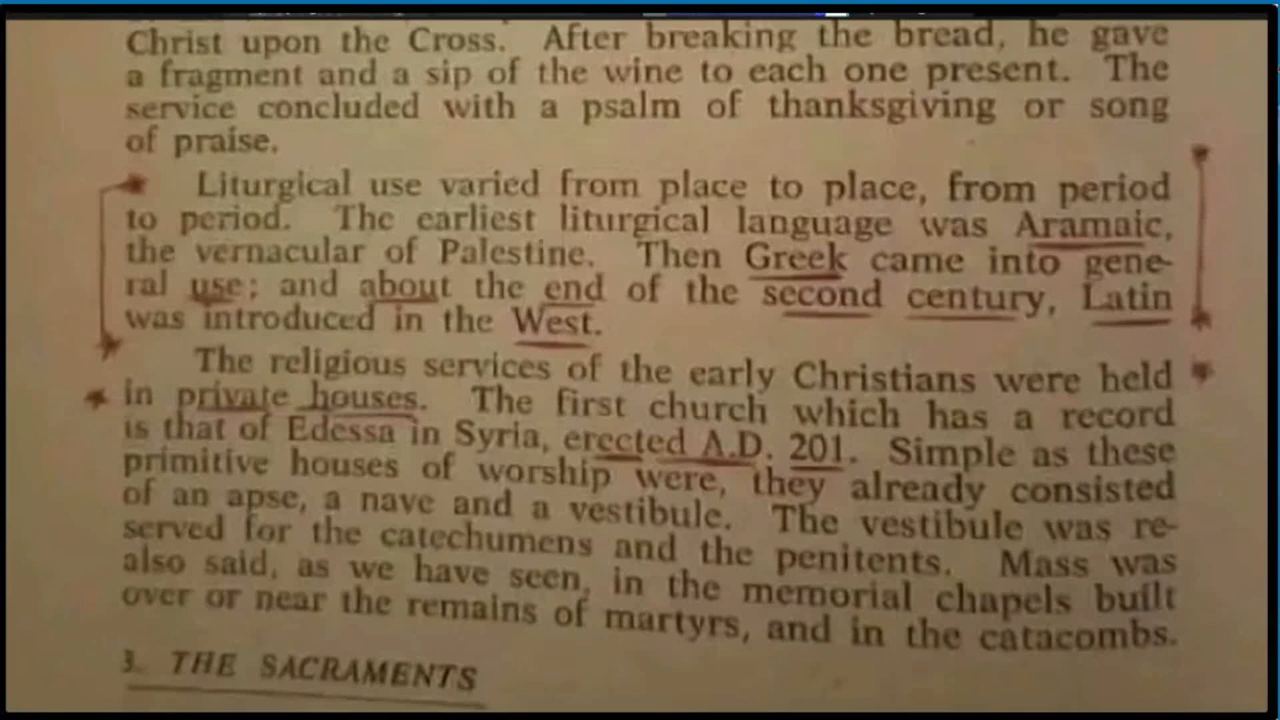 Christ upon the Cross. After breaking the bread, he gave
a fragment and a sip of the wine to each one present. The
service concluded with a psalm of thanksgiving or song
of praise.
Liturgical use varied from place to place, from period
to period. The earliest liturgical language was Aramaic,
the vernacular of Palestine. Then Greek came into gene-
ral use; and about the end of the second century, Latin
was introduced in the West.
The religious services of the early Christians were held
in private houses. The first church which has a record
is that of Edessa in Syria, erected A.D. 201. Simple as these
primitive houses of worship were, they already consisted
of an apse, a nave and a vestibule. The vestibule was re-
served for the catechumens and the penitents. Mass was
also said, as we have seen, in the memorial chapels built
over or near the remains of martyrs, and in the catacombs.
3. THE SACRAMENTS